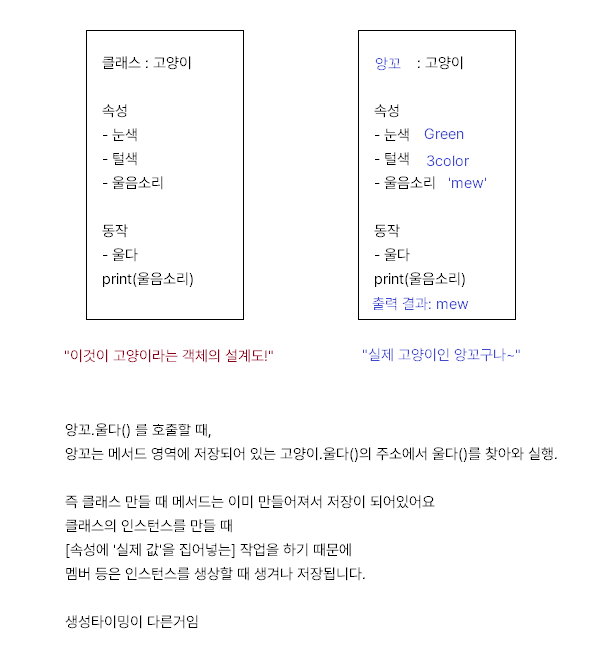 클래스 : 고양이
속성
- 눈색
- 털색
- 울음소리
동작
- 울다
print(울음소리)
앙꼬 : 고양이
속성
- 눈색 Green
- 털색 3color
- 울음소리 'mew'
동작
- 울다
print(울음소리)
출력 결과: mew
"이것이 고양이라는 객체의 설계도!"
"실제 고양이인 앙꼬구나~"
앙꼬.울다() 를 호출할 때,
앙꼬는 메서드 영역에 저장되어 있는 고양이.울다()의 주소에서 울다()를 찾아와 실행.
즉 클래스 만들 때 메서드는 이미 만들어져서 저장이 되어있어요
클래스의 인스턴스를 만들 때
[속성에 '실제 값'을 집어넣는] 작업을 하기 때문에
멤버 등은 인스턴스를 생상할 때 생겨나 저장됩니다.
생성타이밍이 다른거임